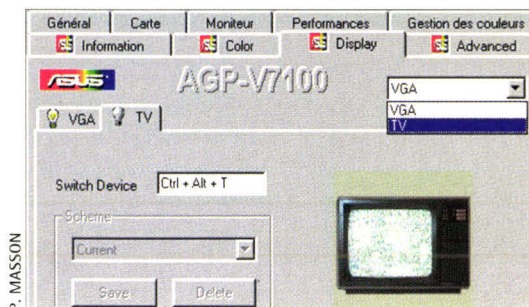 Général Carte Moniteur Performances Gestion des couleurs
Information Color Display Advanced
ASUS AGP-V7100
VGA
VGA
TV
VGA TV
Switch Device Ctrl + Alt + T
Scheme
Current
Save Delete
P. MASSON